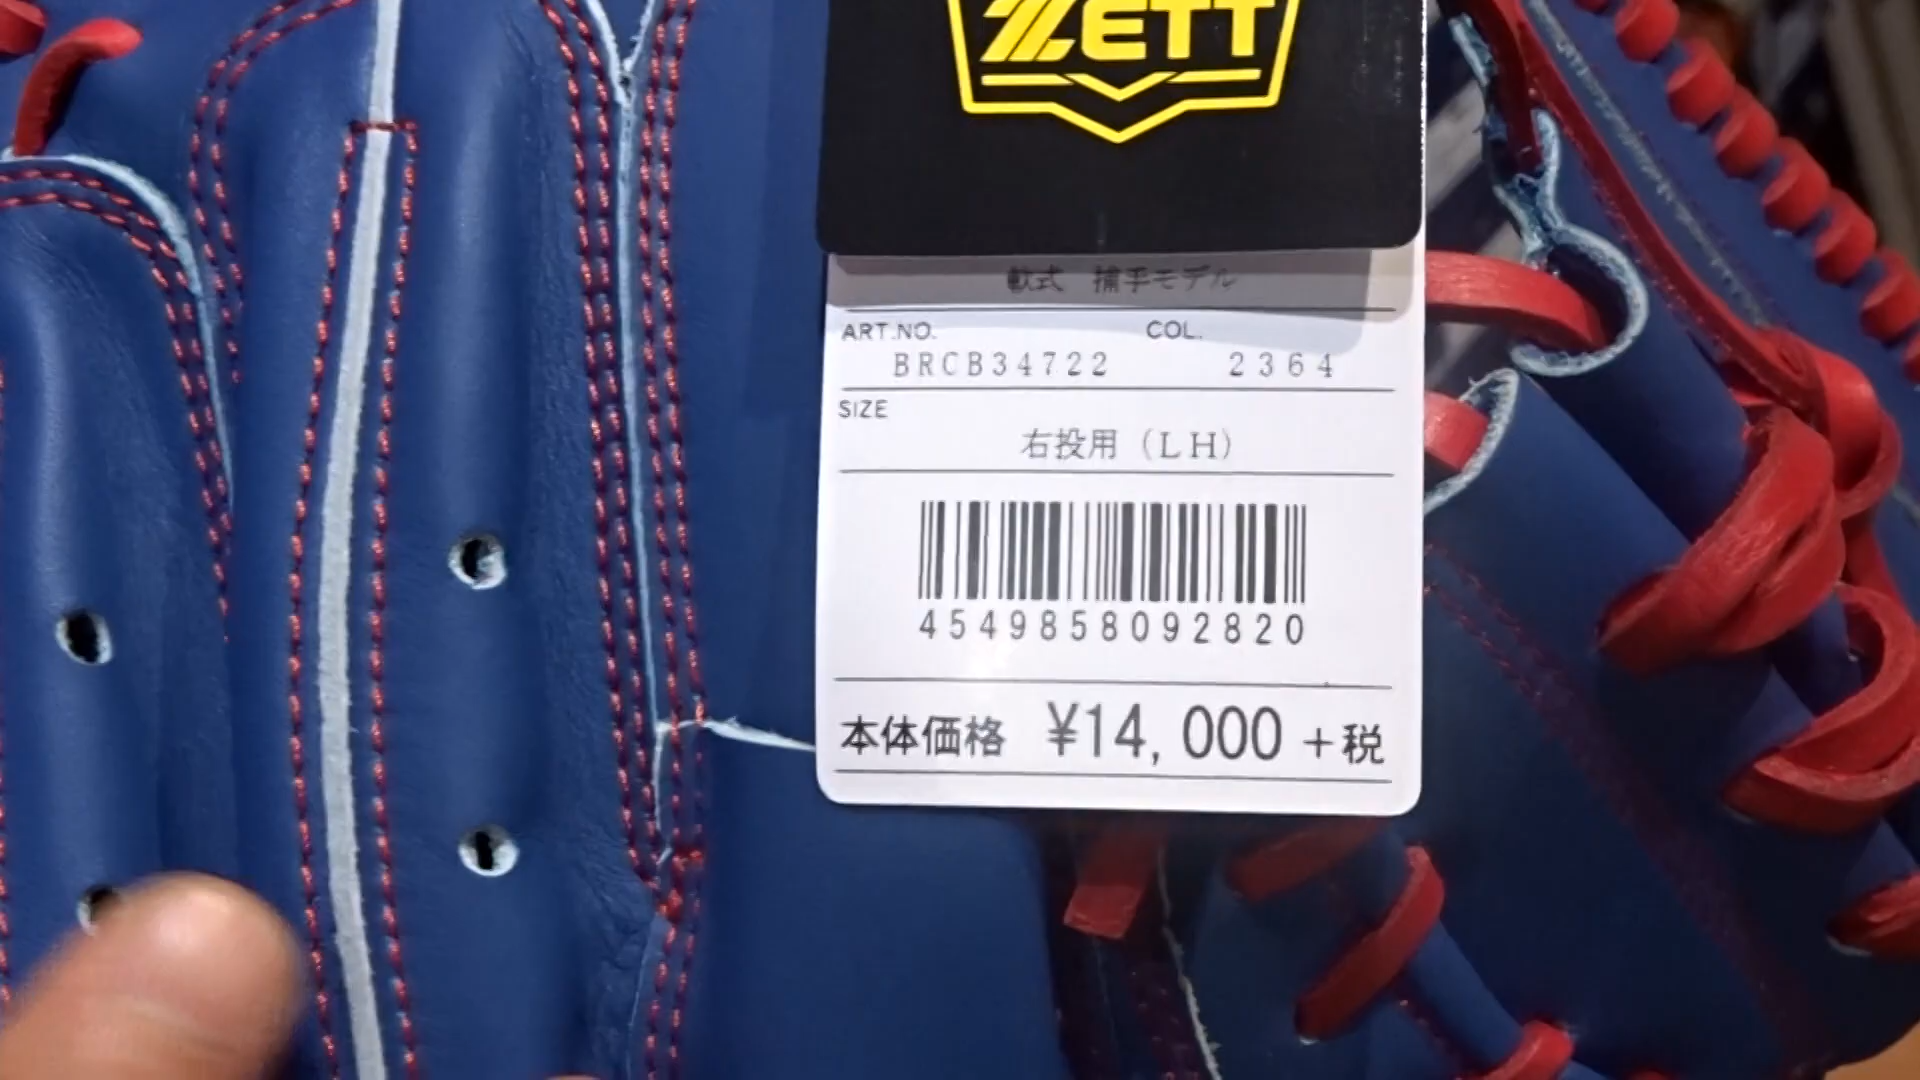 ZETT
軟式 捕手モデル
ART.NO. COL.
BRCB34722 2364
SIZE
右投用(LH)
4549858092820
本体価格 ¥14,000+税